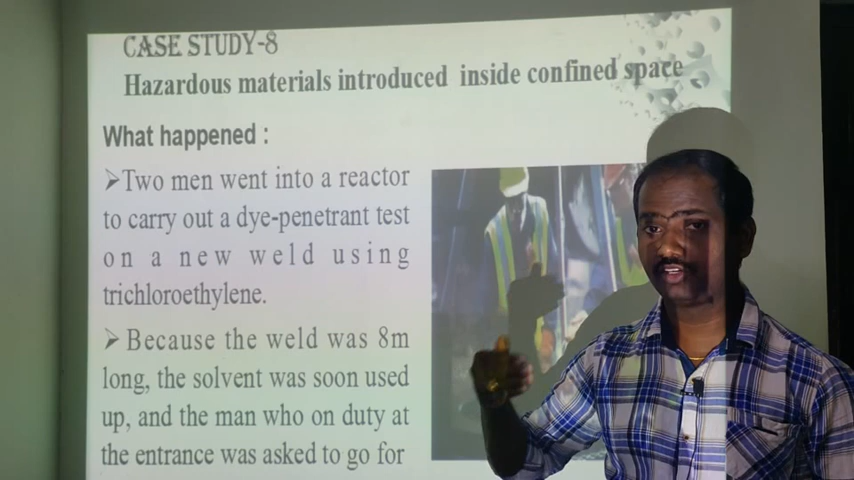 CASE STUDY-8
Hazardous materials introduced inside confined space
What happened :
➢Two men went into a reactor
to carry out a dye-penetrant test
on a new weld using
trichloroethylene.
➢ Because the weld was 8m
long, the solvent was soon used
up, and the man who on duty at
the entrance was asked to go for